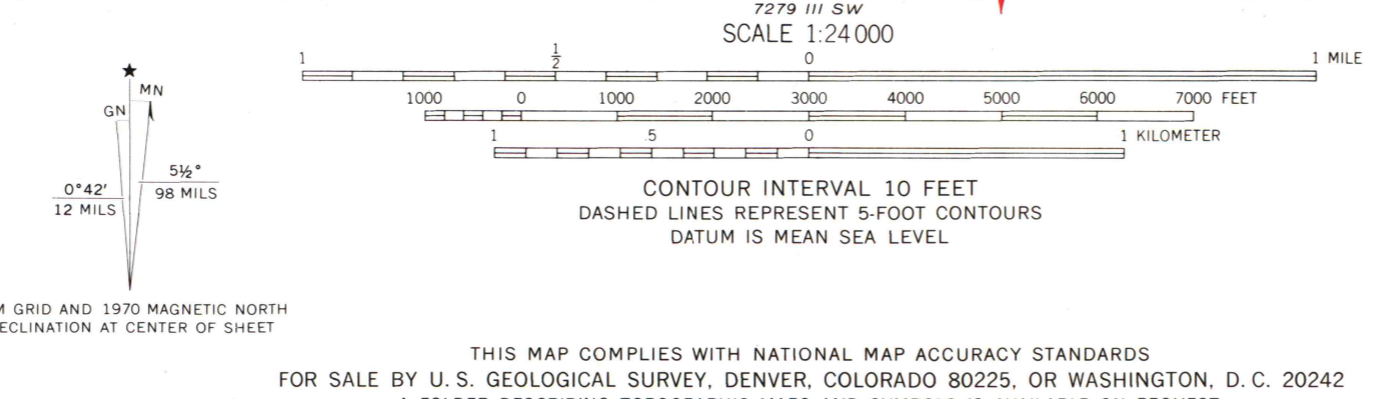 7279 III SW
SCALE 1:24 000
1 ½ 0 1 MILE
1000 0 1000 2000 3000 4000 5000 6000 7000 FEET
1 .5 0 1 KILOMETER
CONTOUR INTERVAL 10 FEET
DASHED LINES REPRESENT 5-FOOT CONTOURS
DATUM IS MEAN SEA LEVEL
★
MN
GN
5½°
98 MILS
0°42′
12 MILS
M GRID AND 1970 MAGNETIC NORTH
ECLINATION AT CENTER OF SHEET
THIS MAP COMPLIES WITH NATIONAL MAP ACCURACY STANDARDS
FOR SALE BY U. S. GEOLOGICAL SURVEY, DENVER, COLORADO 80225, OR WASHINGTON, D. C. 20242